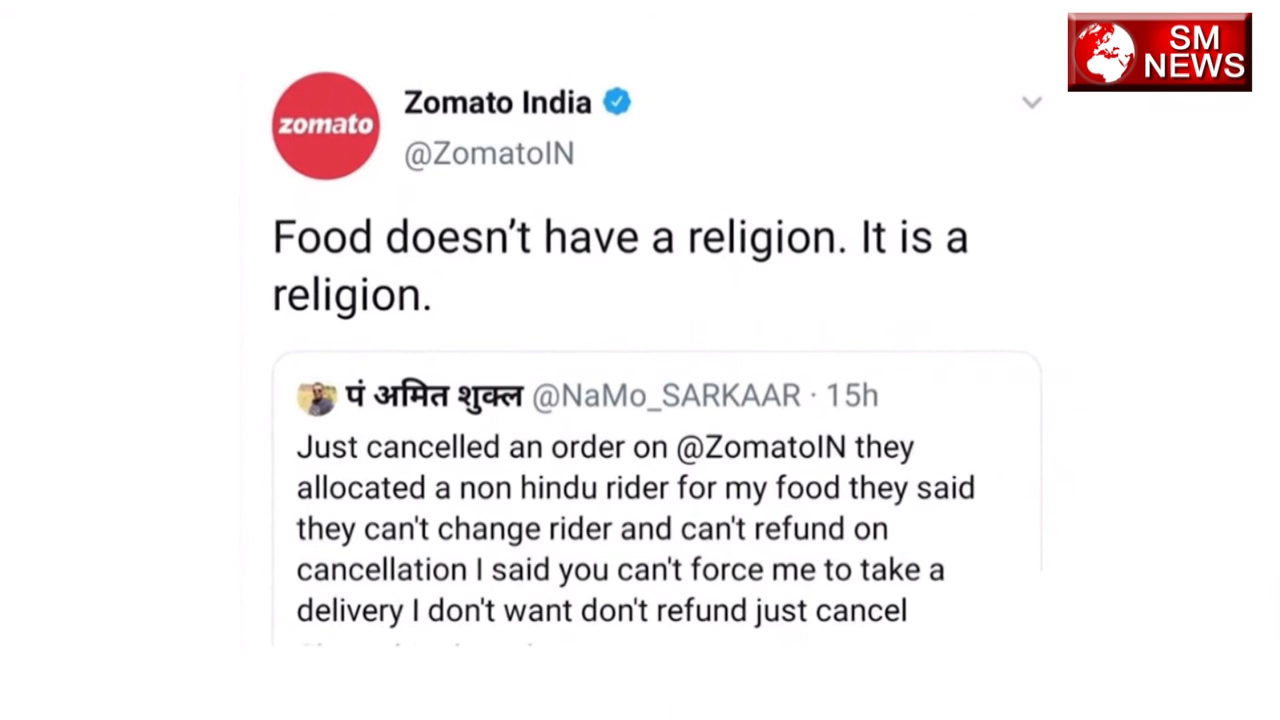 SM
NEWS
zomato
Zomato India
@ZomatoIN
Food doesn’t have a religion. It is a
religion.
पं अमित शुक्ल @NaMo_SARKAAR · 15h
Just cancelled an order on @ZomatoIN they
allocated a non hindu rider for my food they said
they can't change rider and can't refund on
cancellation I said you can't force me to take a
delivery I don't want don't refund just cancel